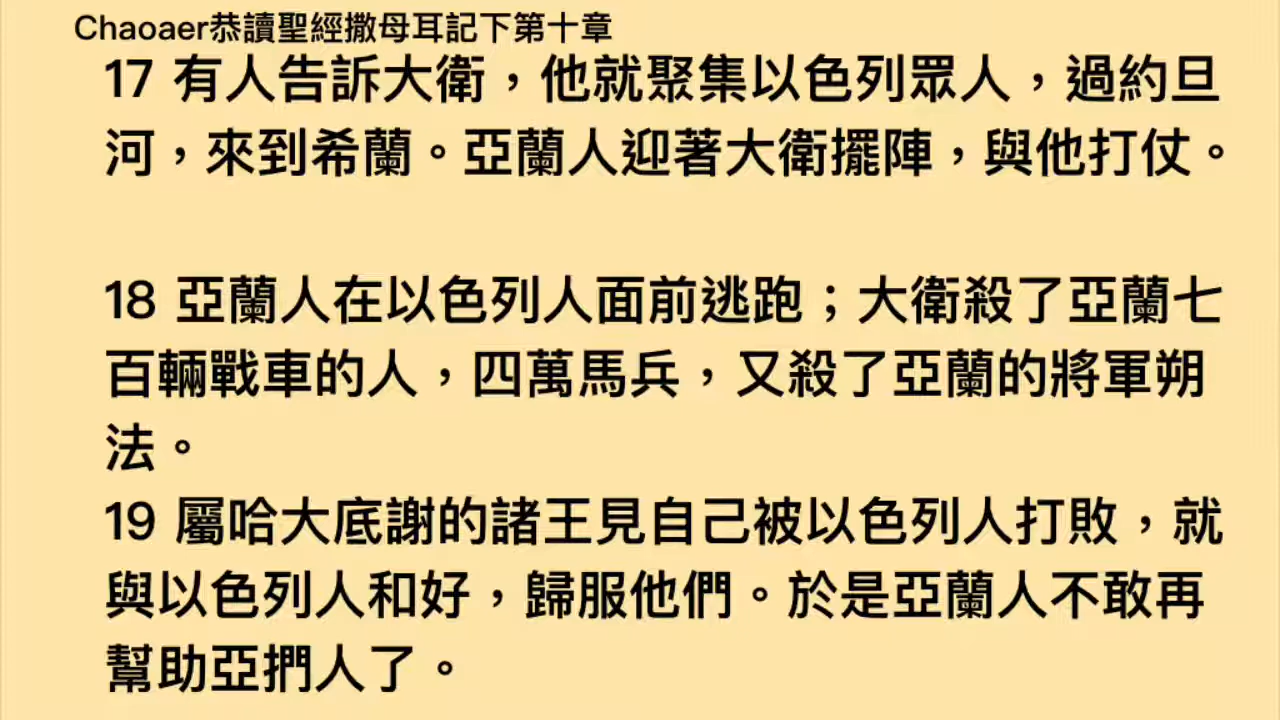 Chaoaer恭讀聖經撒母耳記下第十章
17 有人告訴大衛，他就聚集以色列眾人，過約旦
河，來到希蘭。亞蘭人迎著大衛擺陣，與他打仗。
18 亞蘭人在以色列人面前逃跑；大衛殺了亞蘭七
百輛戰車的人，四萬馬兵，又殺了亞蘭的將軍朔
法。
19 屬哈大底謝的諸王見自己被以色列人打敗，就
與以色列人和好，歸服他們。於是亞蘭人不敢再
幫助亞捫人了。